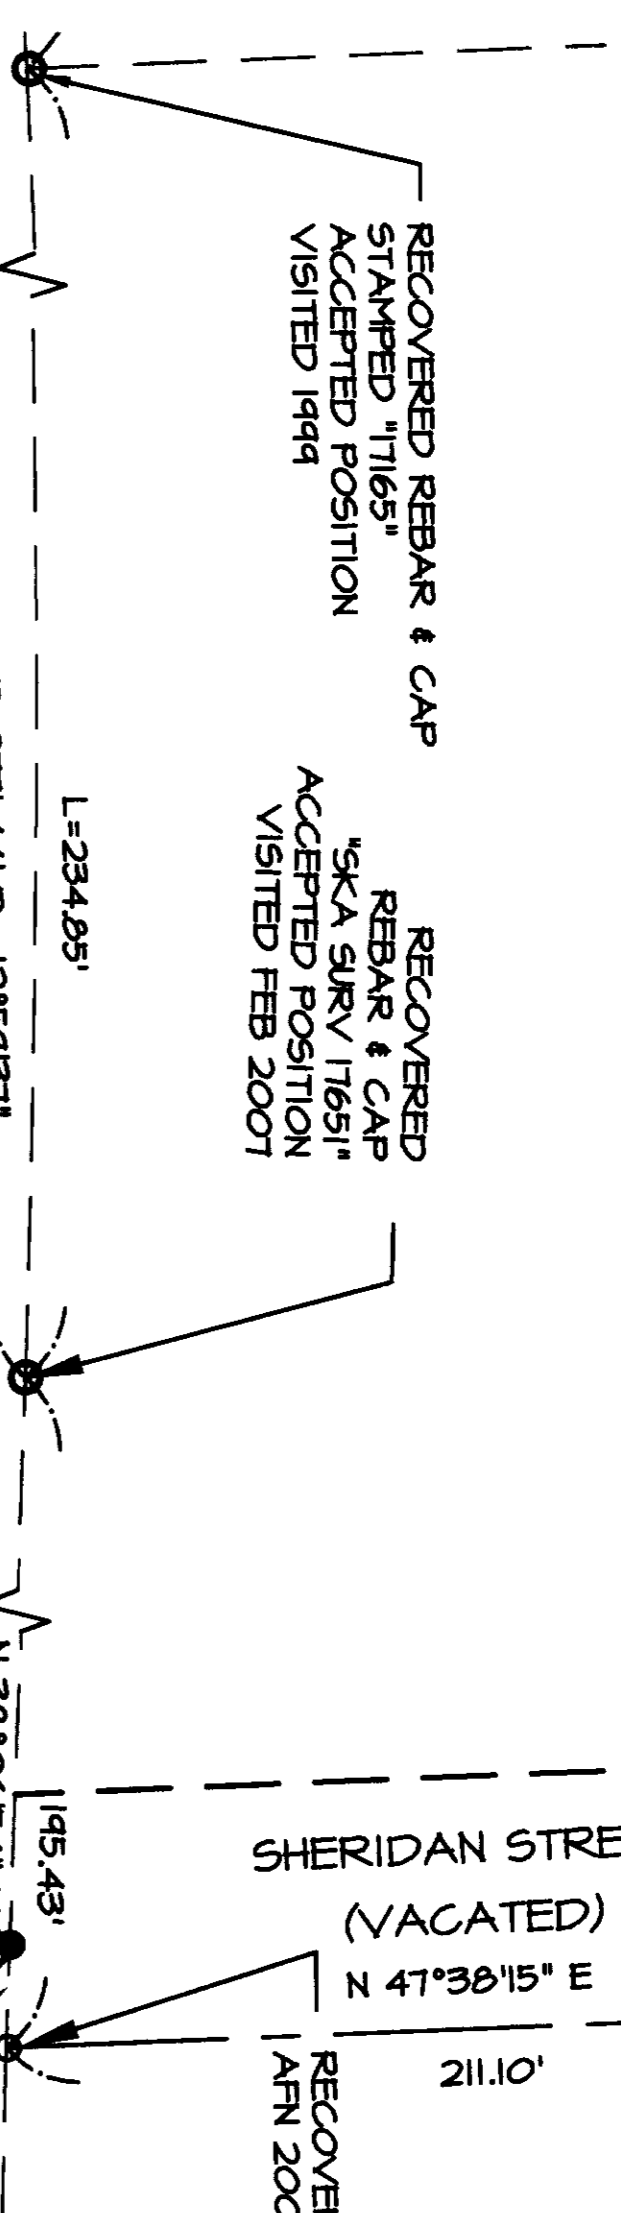 RECOVERED REBAR & CAP
STAMPED "17165"
ACCEPTED POSITION
VISITED 1999
RECOVERED
REBAR & CAP
"SKA SURV 17651"
ACCEPTED POSITION
VISITED FEB 2007
L=234.85'
195.43'
SHERIDAN STRE
(VACATED)
N 47°38'15" E
211.10'
RECOVE
AFN 200